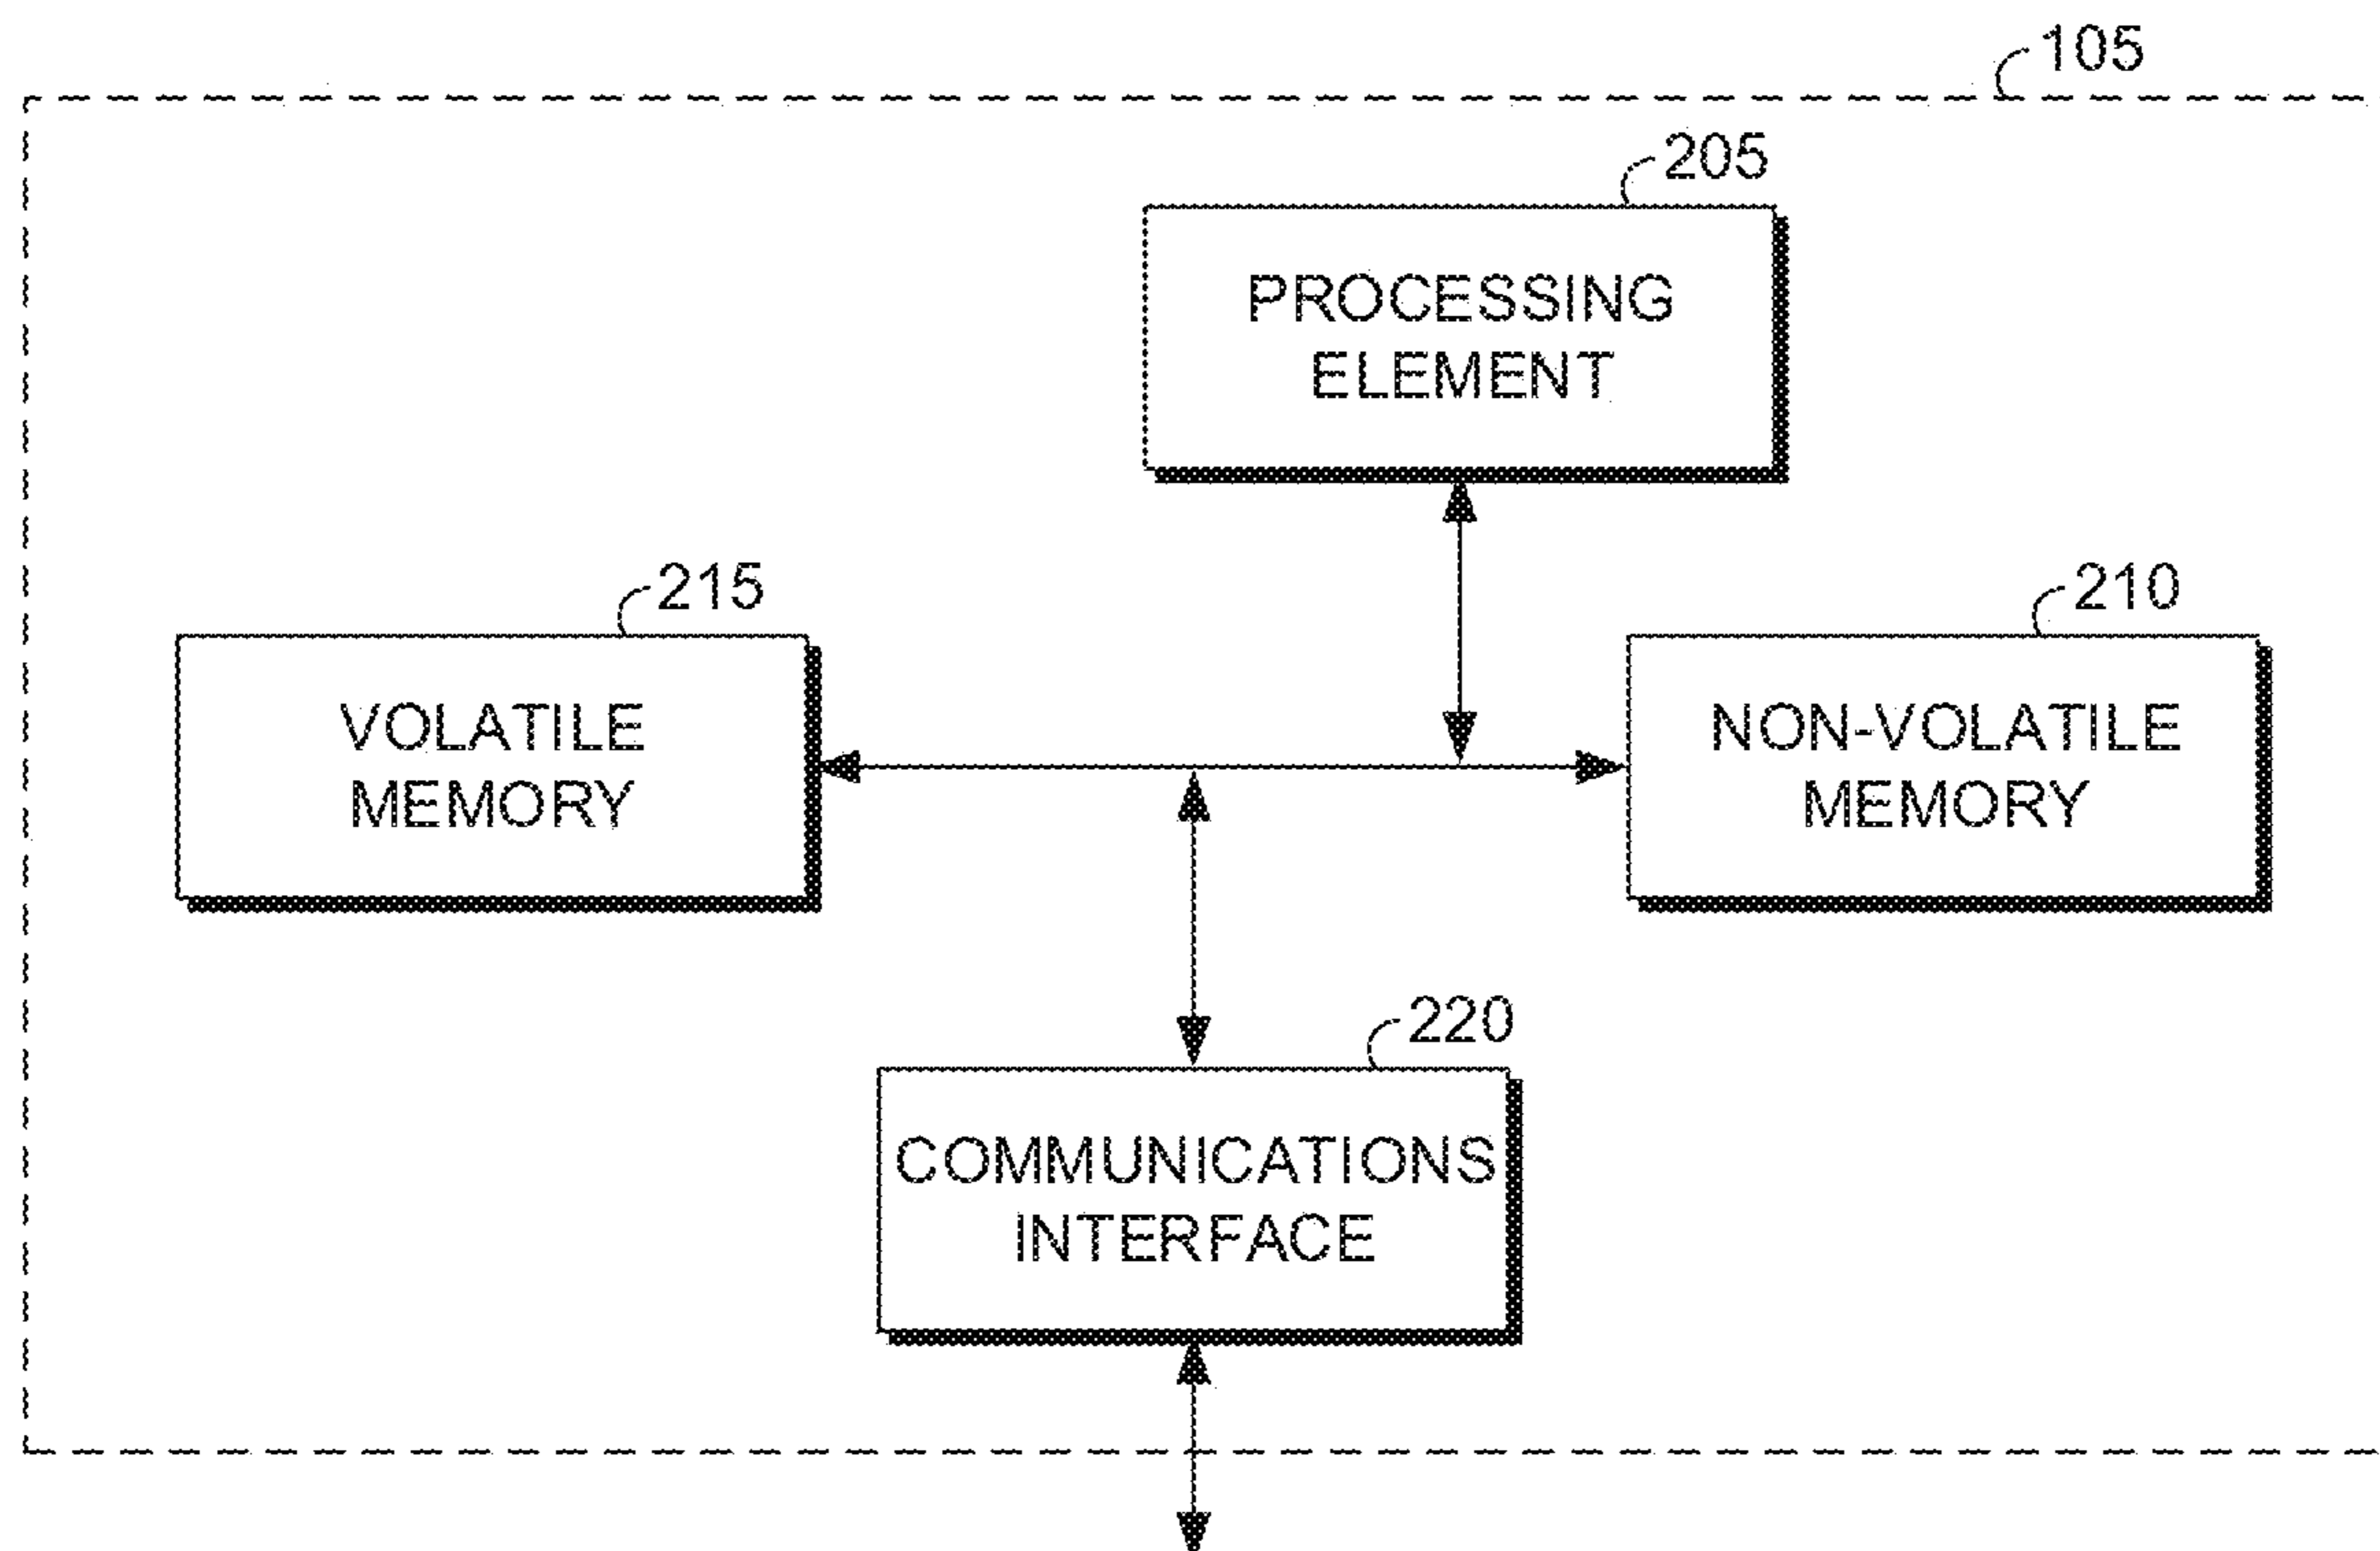 105
205
PROCESSING
ELEMENT
215
VOLATILE
MEMORY
210
NON-VOLATILE
MEMORY
220
COMMUNICATIONS
INTERFACE